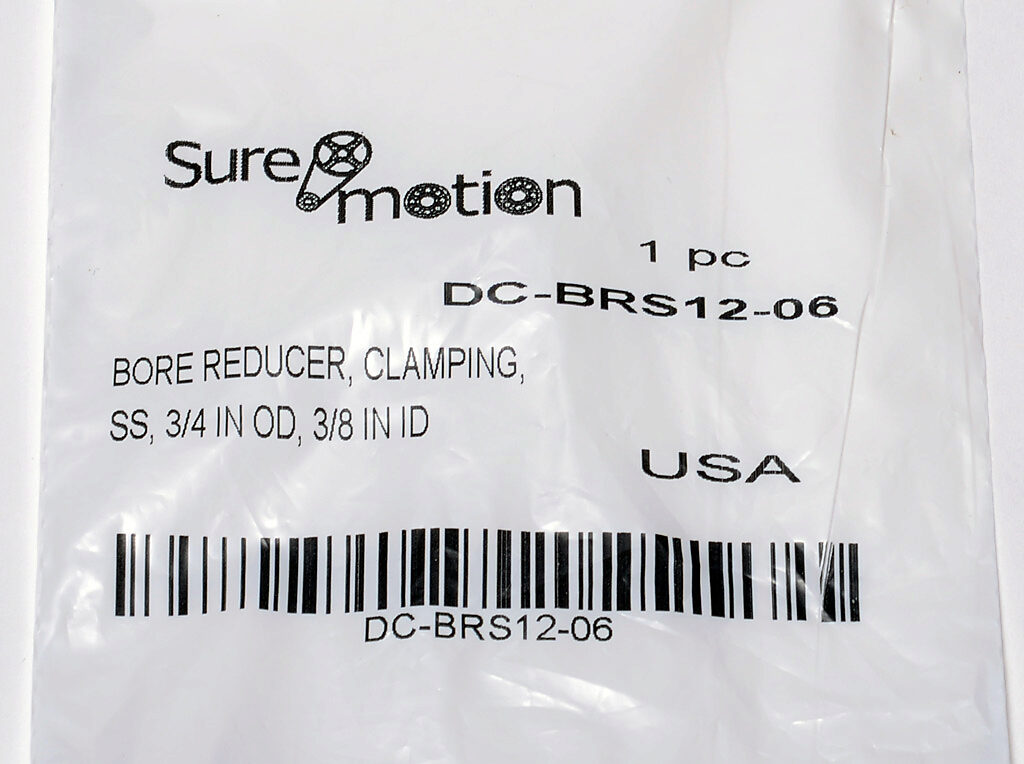 Sure motion
1 pc
DC-BRS12-06
BORE REDUCER, CLAMPING,
SS, 3/4 IN OD, 3/8 IN ID
USA
DC-BRS12-06